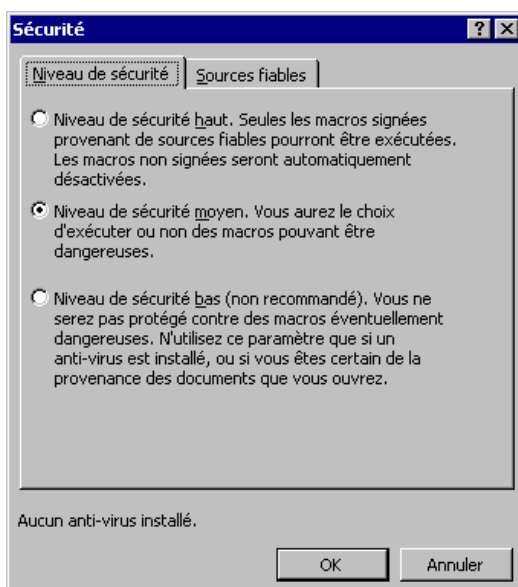 Sécurité
Niveau de sécurité
Sources fiables
Niveau de sécurité haut. Seules les macros signées
provenant de sources fiables pourront être exécutées.
Les macros non signées seront automatiquement
désactivées.
Niveau de sécurité moyen. Vous aurez le choix
d'exécuter ou non des macros pouvant être
dangereuses.
Niveau de sécurité bas (non recommandé). Vous ne
serez pas protégé contre des macros éventuellement
dangereuses. N'utilisez ce paramètre que si un
anti-virus est installé, ou si vous êtes certain de la
provenance des documents que vous ouvrez.
Aucun anti-virus installé.
OK
Annuler